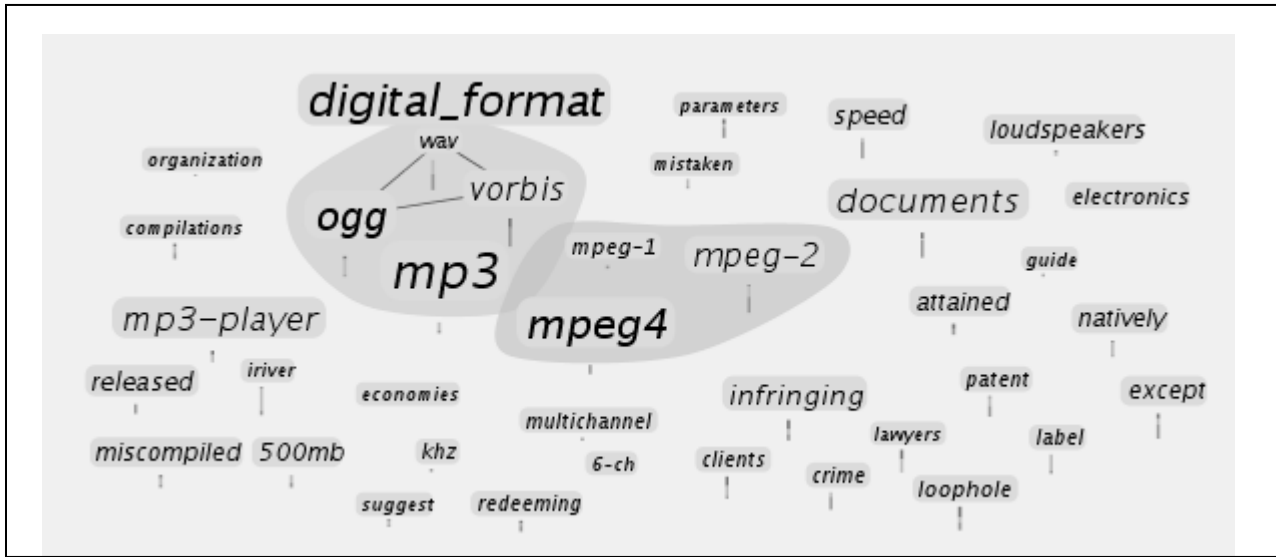 digital_format
parameters
speed
wav
loudspeakers
organization
mistaken
vorbis
documents
electronics
ogg
compilations
mpeg-1
mpeg-2
guide
mp3
attained
mp3-player
mpeg4
natively
released
iriver
patent
except
economies
infringing
multichannel
lawyers
label
miscompiled
500mb
khz
6-ch
clients
crime
loophole
suggest
redeeming